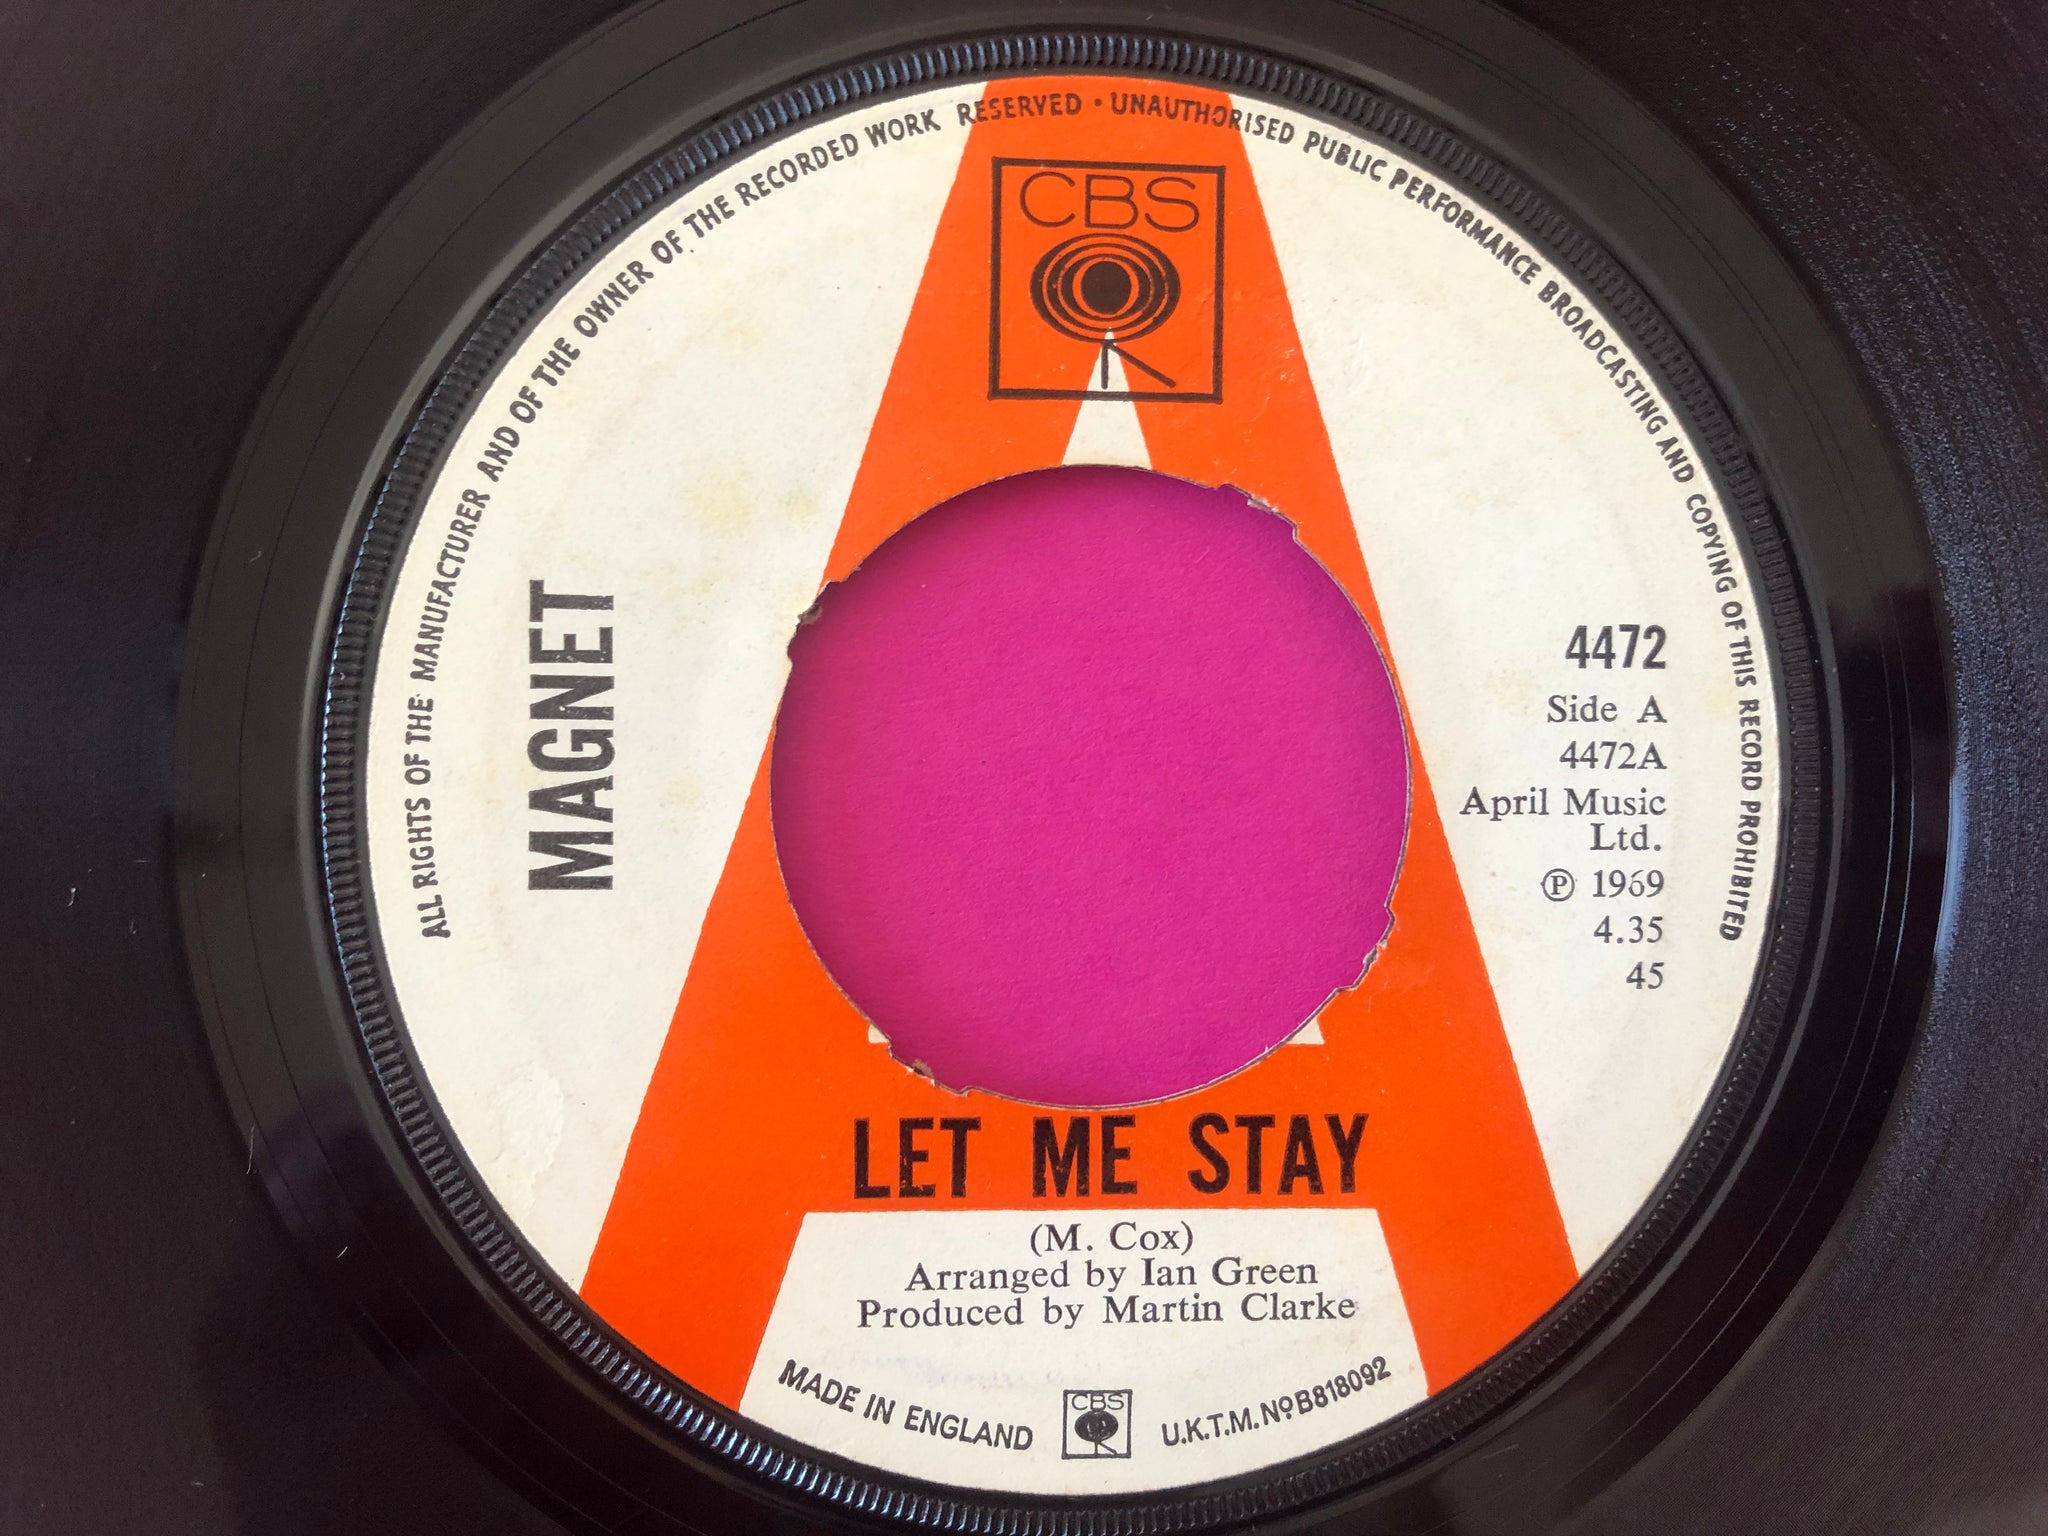 ALL RIGHTS OF THE MANUFACTURER AND OF THE OWNER OF THE RECORDED WORK RESERVED · UNAUTHORISED PUBLIC PERFORMANCE BROADCASTING AND COPYING OF THIS RECORD PROHIBITED
CBS
MAGNET
4472
Side A
4472A
April Music
Ltd.
℗ 1969
4.35
45
LET ME STAY
(M. Cox)
Arranged by Ian Green
Produced by Martin Clarke
MADE IN ENGLAND
CBS
U.K.T.M. Nº B818092